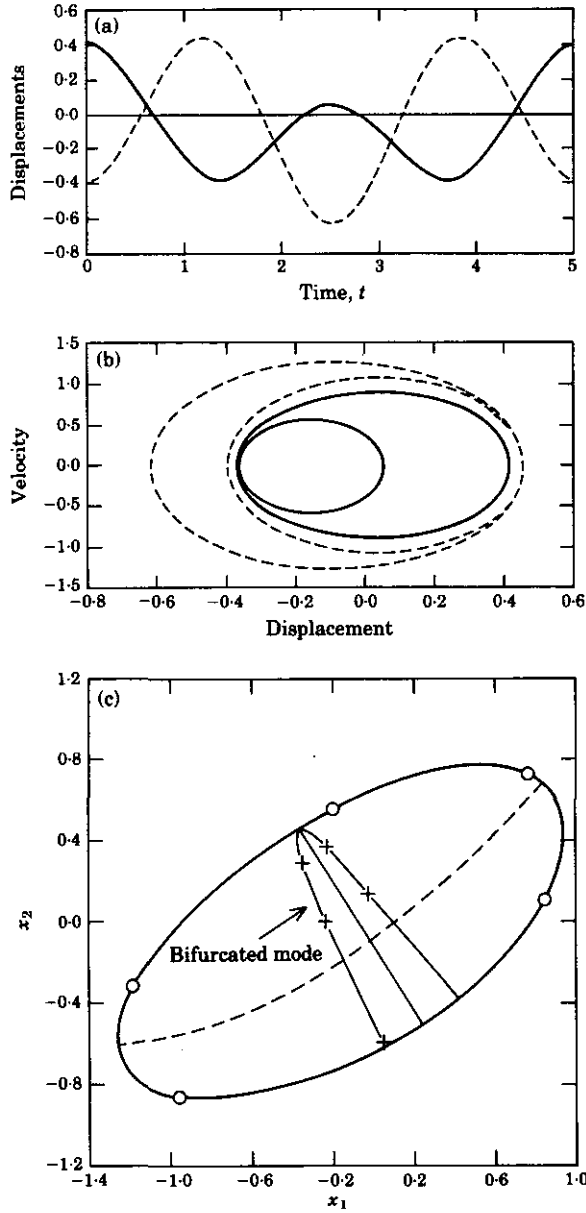 (a)
Displacements
0·6
0·4
0·2
0·0
−0·2
−0·4
−0·6
−0·8
0 1 2 3 4 5
Time, t
(b)
Velocity
1·5
1·0
0·5
0·0
−0·5
−1·0
−1·5
−0·8 −0·6 −0·4 −0·2 0·0 0·2 0·4 0·6
Displacement
(c)
x2
1·2
0·8
0·4
0·0
−0·4
−0·8
−1·2
Bifurcated mode
−1·4 −1·0 −0·6 −0·2 0·2 0·6 1·0
x1